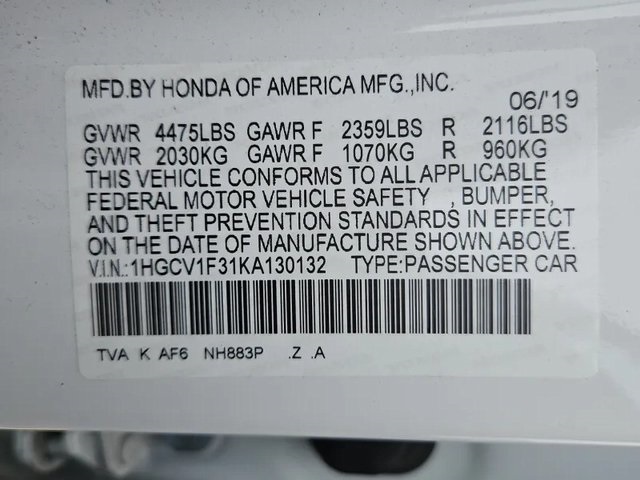 MFD.BY HONDA OF AMERICA MFG.,INC.
06/'19
GVWR 4475LBS GAWR F 2359LBS R 2116LBS
GVWR 2030KG GAWR F 1070KG R 960KG
THIS VEHICLE CONFORMS TO ALL APPLICABLE
FEDERAL MOTOR VEHICLE SAFETY , BUMPER,
AND THEFT PREVENTION STANDARDS IN EFFECT
ON THE DATE OF MANUFACTURE SHOWN ABOVE.
V.I.N.:1HGCV1F31KA130132 TYPE:PASSENGER CAR
TVA K AF6 NH883P .Z .A